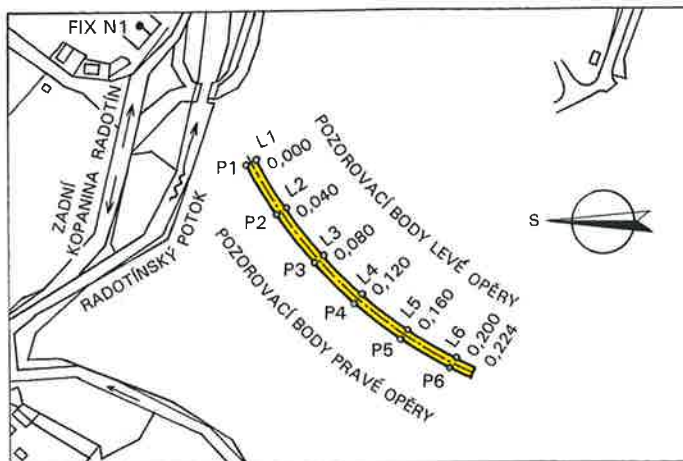 FIX N1
ZADNÍ
KOPANINA
RADOTÍN
RADOTÍNSKÝ POTOK
P1
L1
0,000
P2
L2
0,040
P3
L3
0,080
P4
L4
0,120
P5
L5
0,160
P6
L6
0,200
0,224
POZOROVACÍ BODY LEVÉ OPĚRY
POZOROVACÍ BODY PRAVÉ OPĚRY
S